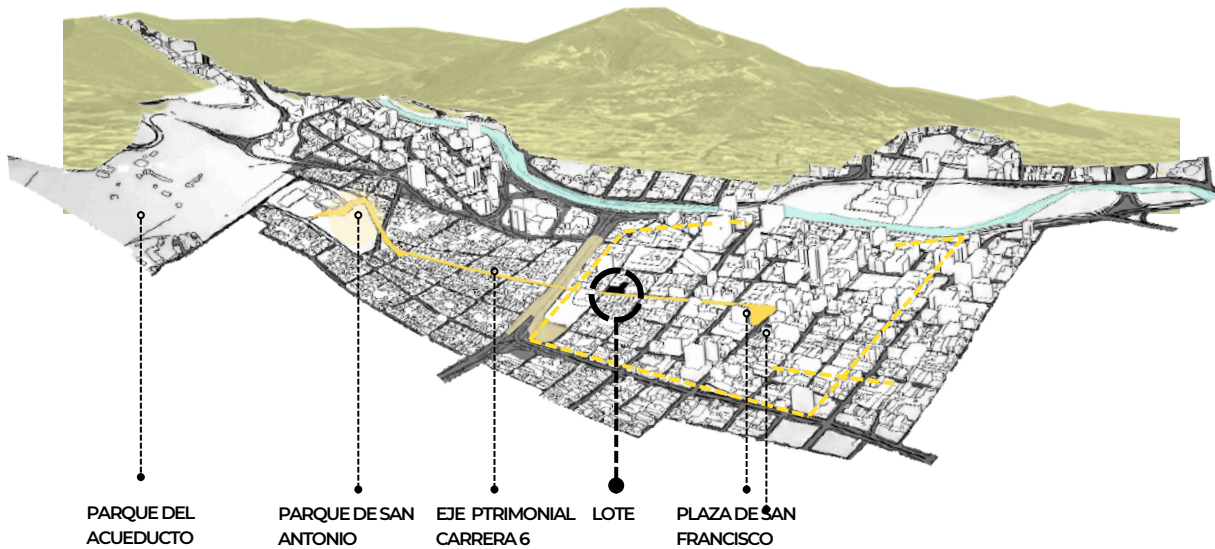 PARQUE DEL
ACUEDUCTO
PARQUE DE SAN
ANTONIO
EJE PTRIMONIAL
CARRERA 6
LOTE
PLAZA DE SAN
FRANCISCO